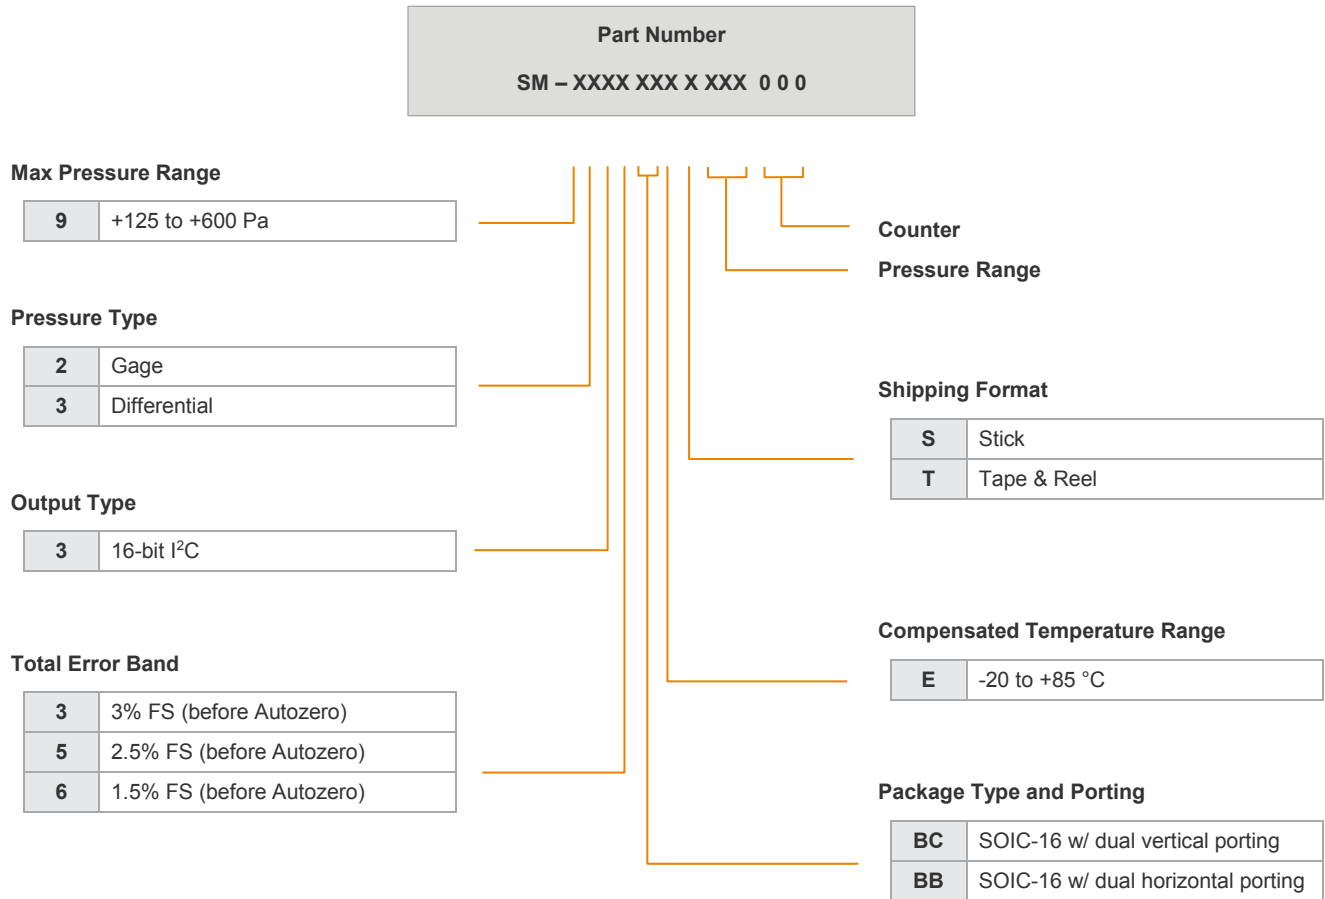 Part Number
SM – XXXX XXX X XXX 0 0 0
Max Pressure Range
9 +125 to +600 Pa
Counter
Pressure Range
Pressure Type
2 Gage
3 Differential
Shipping Format
S Stick
T Tape & Reel
Output Type
3 16-bit I²C
Compensated Temperature Range
E -20 to +85 °C
Total Error Band
3 3% FS (before Autozero)
5 2.5% FS (before Autozero)
6 1.5% FS (before Autozero)
Package Type and Porting
BC SOIC-16 w/ dual vertical porting
BB SOIC-16 w/ dual horizontal porting